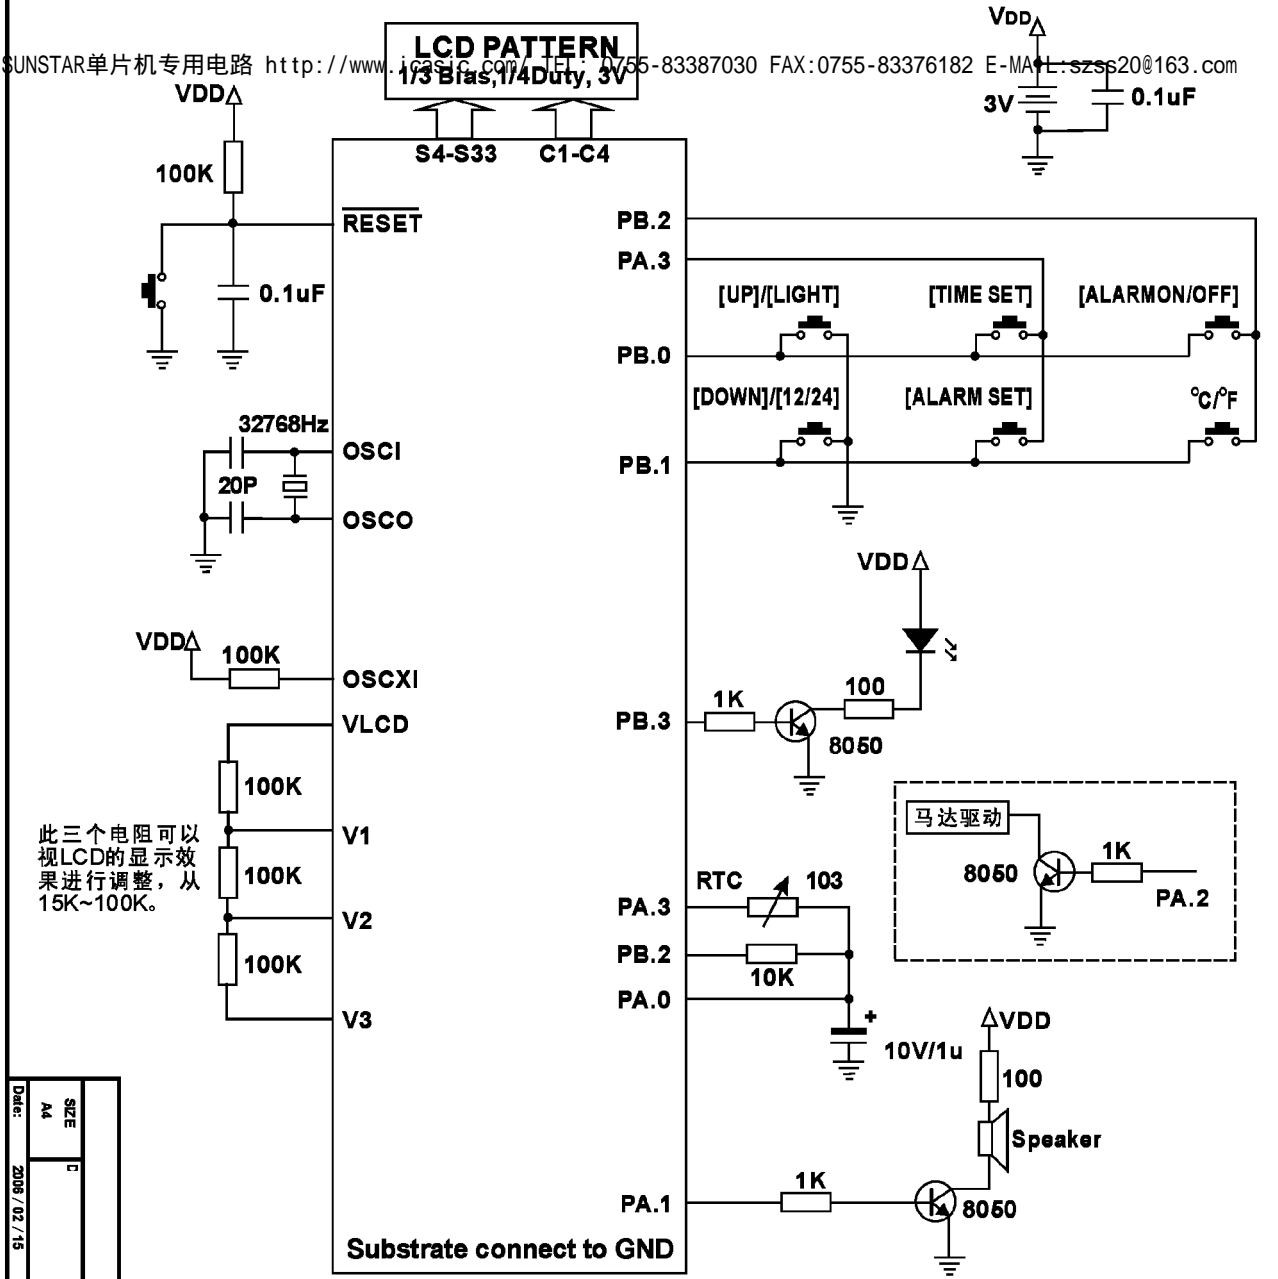 VDD
LCD PATTERN
SUNSTAR单片机专用电路 http://www.icasic.com/ TEL: 0755-83387030 FAX:0755-83376182 E-MAIL:szss20@163.com
1/3 Bias,1/4Duty, 3V
VDD
3V
0.1uF
S4-S33
C1-C4
100K
RESET
PB.2
PA.3
0.1uF
[UP]/[LIGHT]
[TIME SET]
[ALARMON/OFF]
PB.0
[DOWN]/[12/24]
[ALARM SET]
°C/°F
32768Hz
OSCI
PB.1
20P
OSCO
VDD
VDD
100K
OSCXI
VLCD
PB.3
1K
100
8050
100K
马达驱动
此三个电阻可以
视LCD的显示效
果进行调整，从
15K~100K。
V1
100K
8050
1K
PA.2
RTC
103
PA.3
V2
PB.2
100K
10K
PA.0
V3
10V/1u
+
VDD
100
Speaker
SIZE
A4
Date:
2006 / 02 / 15
PA.1
1K
8050
Substrate connect to GND